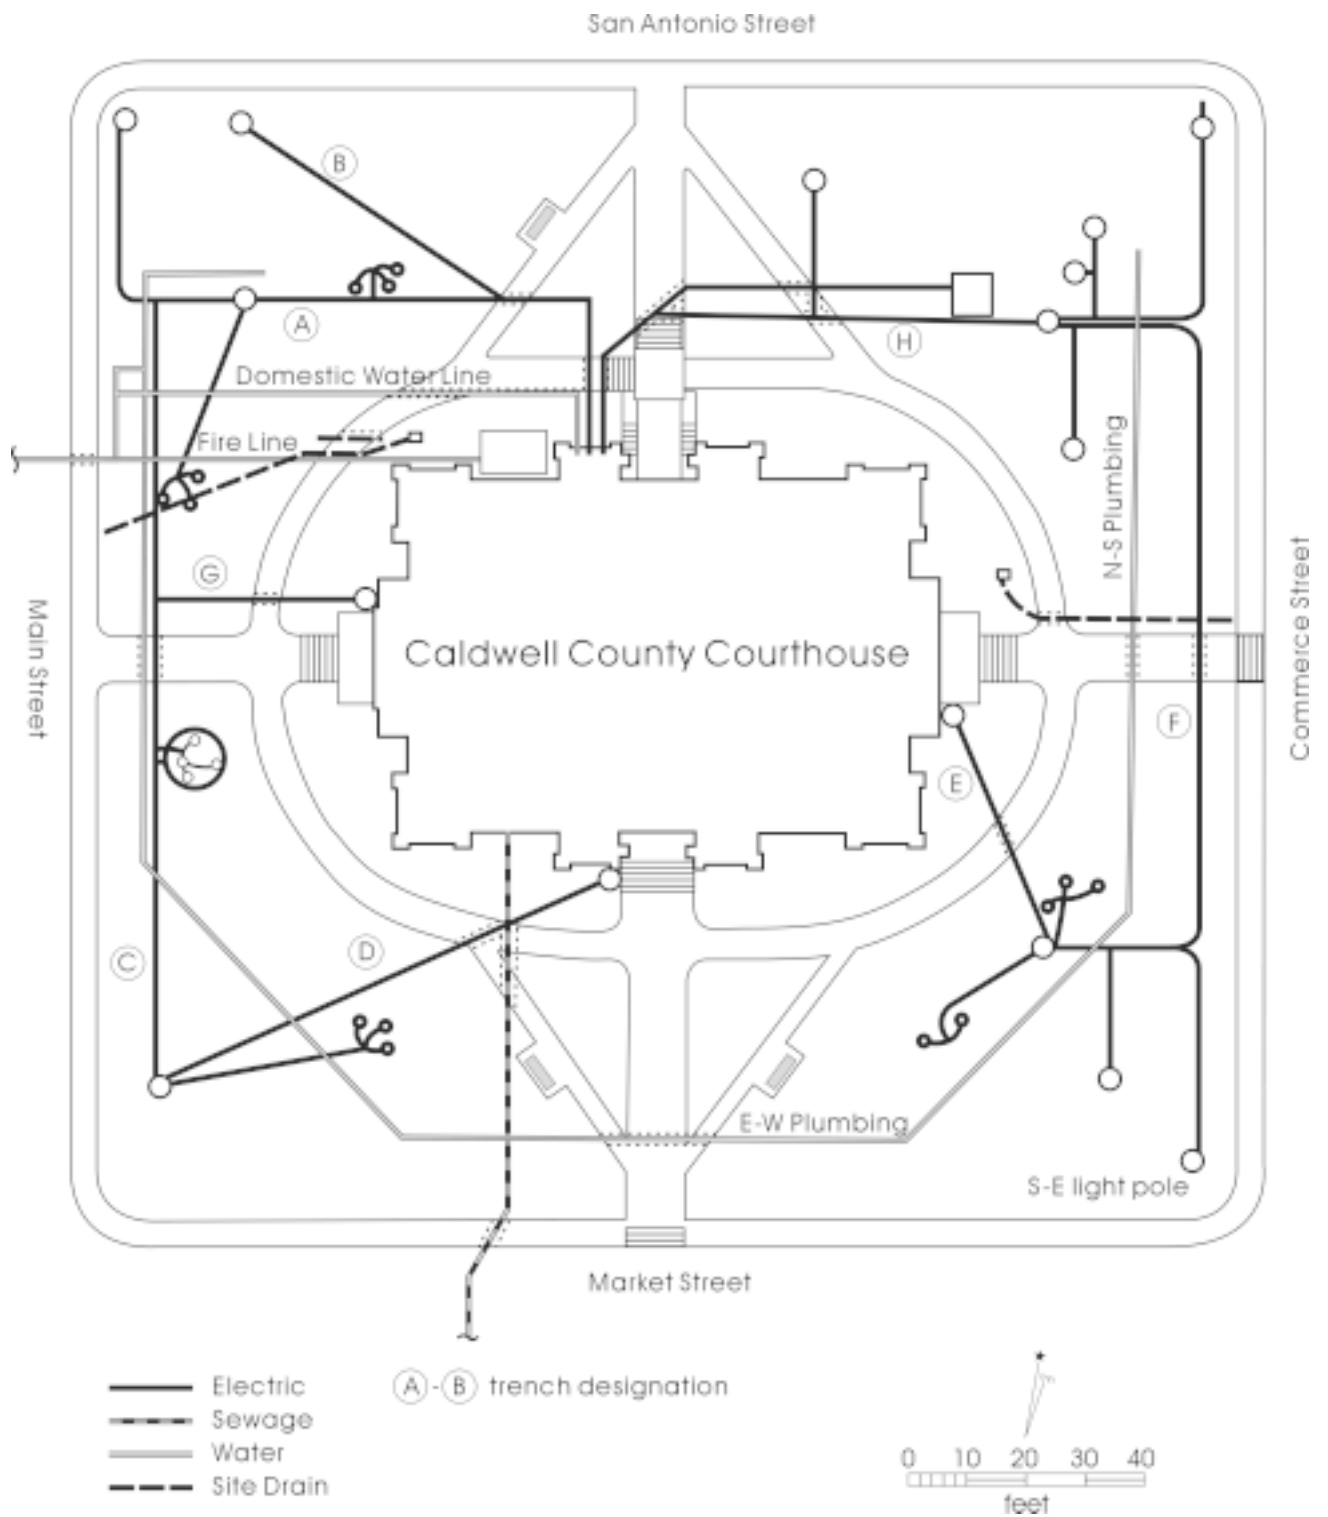 San Antonio Street
B
A
H
Domestic Water Line
Fire Line
N-S Plumbing
G
Main Street
Caldwell County Courthouse
Commerce Street
F
E
D
C
E-W Plumbing
S-E light pole
Market Street
Electric
A - B trench designation
Sewage
Water
Site Drain
0 10 20 30 40
feet